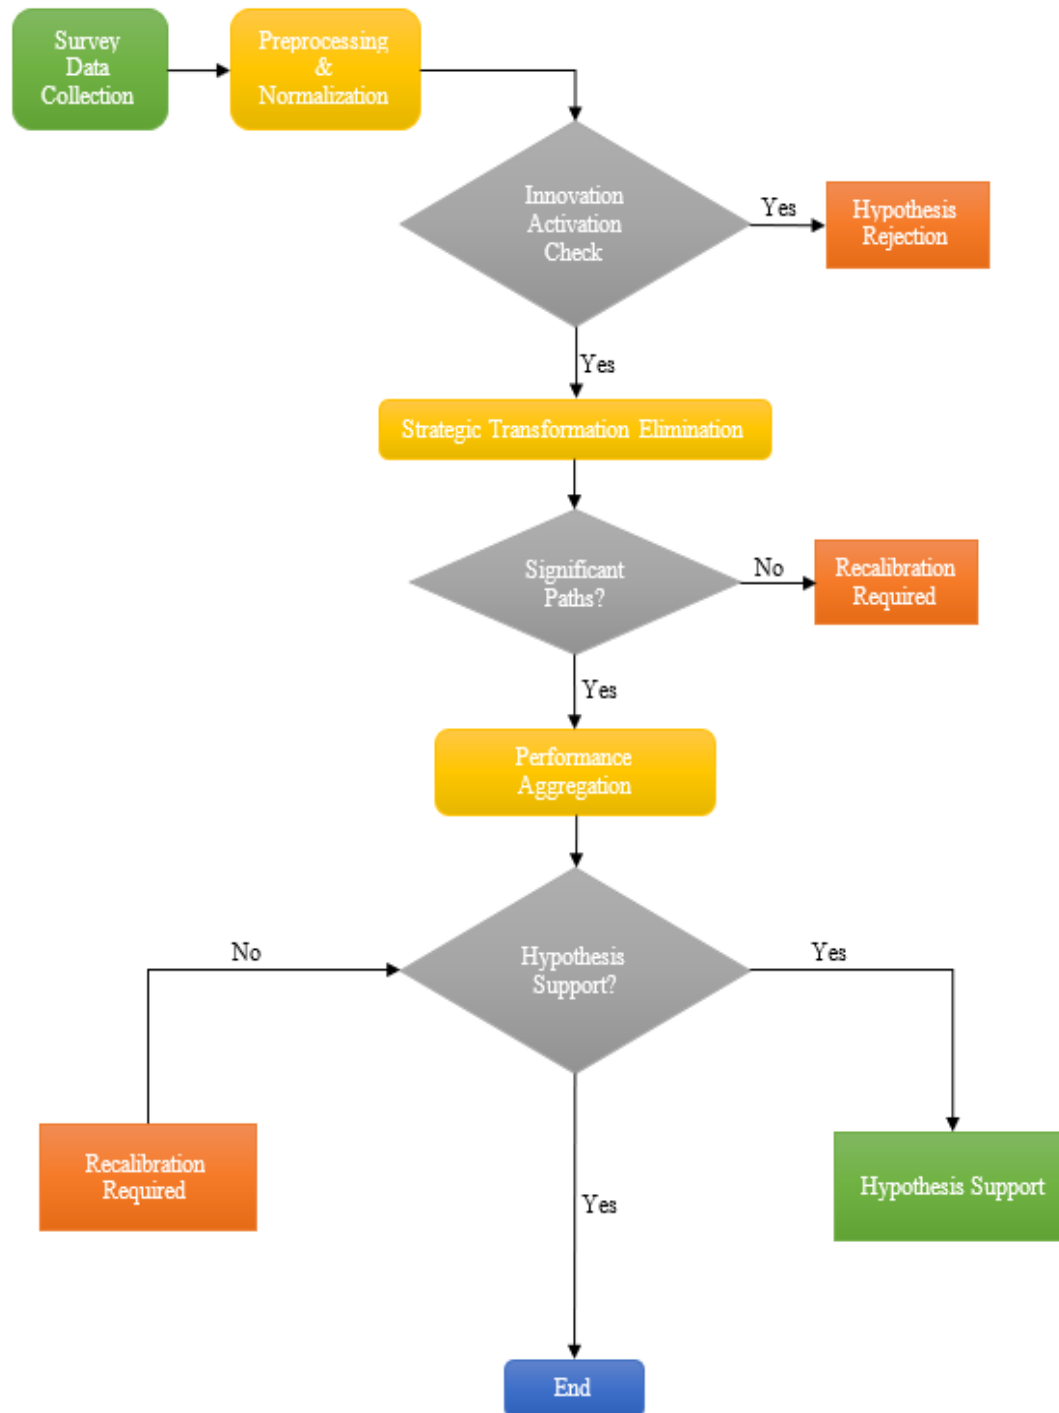 Survey
Data
Collection
Preprocessing
&
Normalization
Innovation
Activation
Check
Yes
Hypothesis
Rejection
Yes
Strategic Transformation Elimination
Significant
Paths?
No
Recalibration
Required
Yes
Performance
Aggregation
No
Hypothesis
Support?
Yes
Recalibration
Required
Yes
Hypothesis Support
End